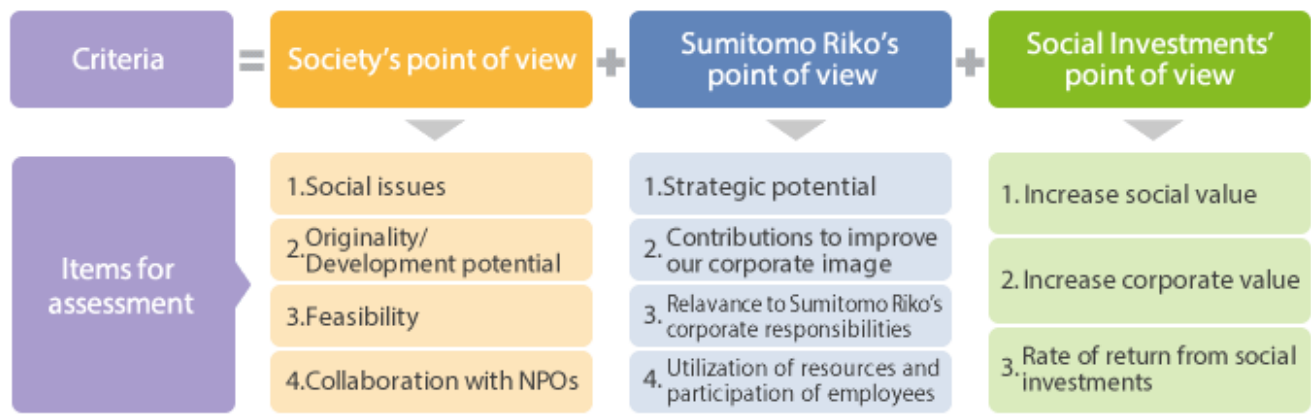 Criteria
=
Society's point of view
+
Sumitomo Riko's
point of view
+
Social Investments'
point of view
Items for
assessment
1.Social issues
2.Originality/
Development potential
3.Feasibility
4.Collaboration with NPOs
1.Strategic potential
2.Contributions to improve
our corporate image
3.Relavance to Sumitomo Riko's
corporate responsibilities
4.Utilization of resources and
participation of employees
1. Increase social value
2. Increase corporate value
3. Rate of return from social
investments